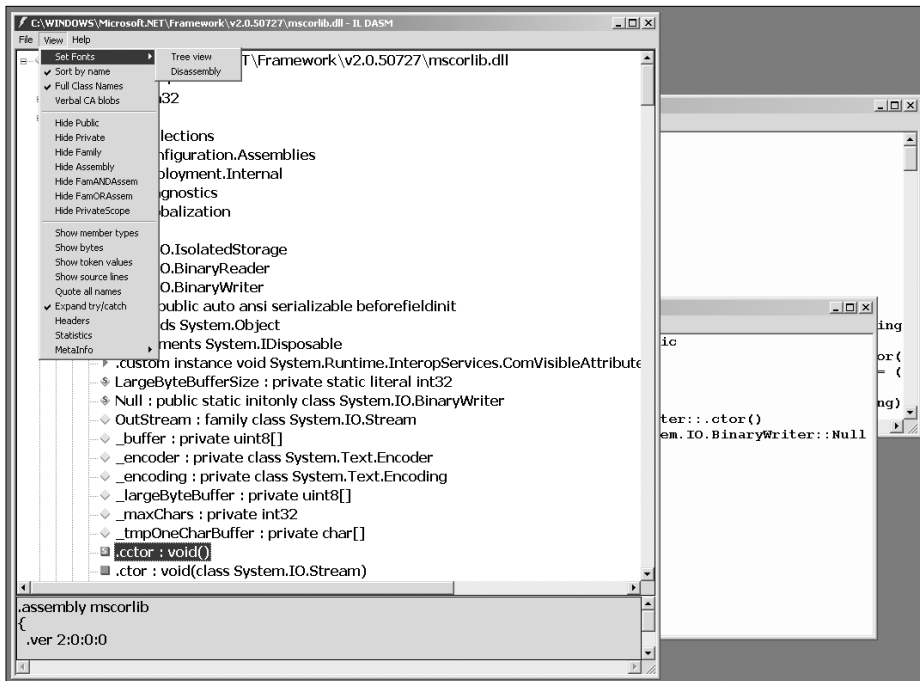 C:\WINDOWS\Microsoft.NET\Framework\v2.0.50727\mscorlib.dll - IL DASM
File View Help
Set Fonts
Sort by name
Full Class Names
Verbal CA blobs
Hide Public
Hide Private
Hide Family
Hide Assembly
Hide FamANDAssem
Hide FamORAssem
Hide PrivateScope
Show member types
Show bytes
Show token values
Show source lines
Quote all names
Expand try/catch
Headers
Statistics
MetaInfo
Tree view
Disassembly
T\Framework\v2.0.50727\mscorlib.dll
n32
lections
nfiguration.Assemblies
ployment.Internal
gnostics
balization
O.IsolatedStorage
O.BinaryReader
O.BinaryWriter
public auto ansi serializable beforefieldinit
ds System.Object
ments System.IDisposable
.custom instance void System.Runtime.InteropServices.ComVisibleAttribute
LargeByteBufferSize : private static literal int32
Null : public static initonly class System.IO.BinaryWriter
OutStream : family class System.IO.Stream
_buffer : private uint8[]
_encoder : private class System.Text.Encoder
_encoding : private class System.Text.Encoding
_largeByteBuffer : private uint8[]
_maxChars : private int32
_tmpOneCharBuffer : private char[]
.cctor : void()
.ctor : void(class System.IO.Stream)
.assembly mscorlib
{
.ver 2:0:0:0
ic
ter::.ctor()
em.IO.BinaryWriter::Null
ing
or(
= (
ng)